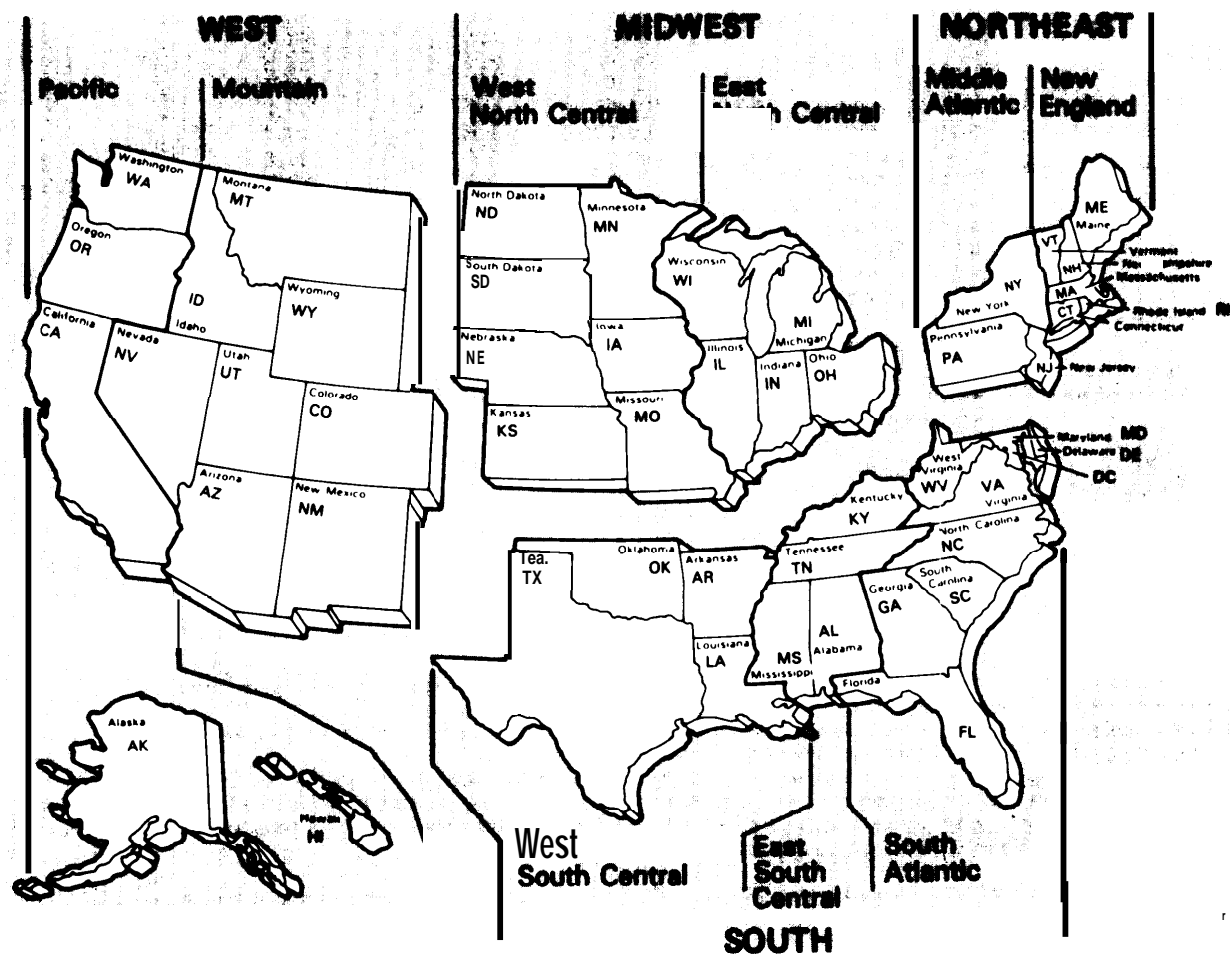 WEST
MIDWEST
NORTHEAST
Pacific
Mountain
West
North Central
East
h Central
Middle
Atlantic
New
England
Washington
WA
Montana
MT
Oregon
OR
ID
Idaho
Wyoming
WY
California
CA
Nevada
NV
Utah
UT
Colorado
CO
Arizona
AZ
New Mexico
NM
Alaska
AK
HI
North Dakota
ND
Minnesota
MN
South Dakota
SD
Wisconsin
WI
Nebraska
NE
Iowa
IA
MI
Michigan
Illinois
IL
Indiana
IN
Ohio
OH
Kansas
KS
Missouri
MO
ME
Maine
VT
Vermont
NH
MA
Massachusetts
NY
New York
Rhode Island RI
CT
Connecticut
Pennsylvania
PA
NJ
New Jersey
Maryland MD
Delaware DE
DC
West
Virginia
WV
VA
Virginia
Kentucky
KY
North Carolina
NC
Tennessee
TN
South
Carolina
SC
Georgia
GA
Tea.
TX
Oklahoma
OK
Arkansas
AR
Louisiana
LA
MS
Mississippi
AL
Alabama
Florida
FL
West
South Central
East
South
Central
South
Atlantic
SOUTH
r